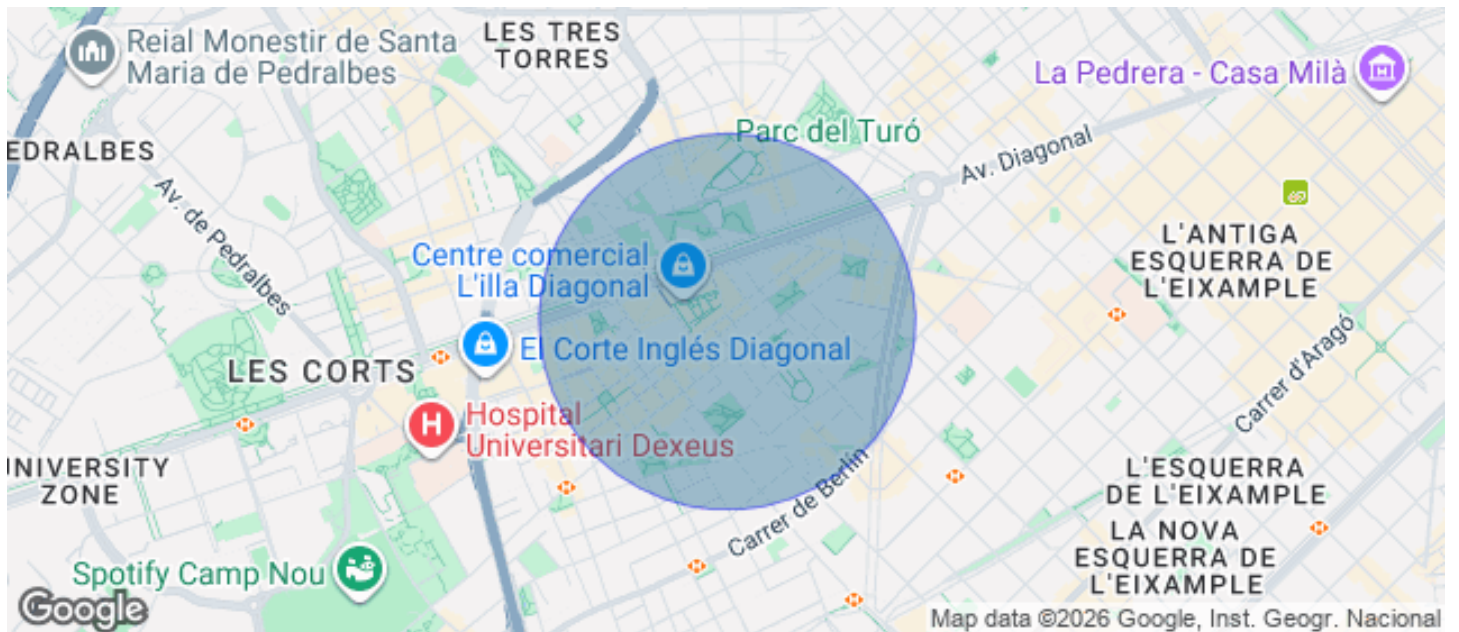 Reial Monestir de Santa
Maria de Pedralbes
LES TRES
TORRES
La Pedrera - Casa Milà
Parc del Turó
EDRALBES
Av. Diagonal
Av. de Pedralbes
Centre comercial
L'illa Diagonal
L'ANTIGA
ESQUERRA DE
L'EIXAMPLE
El Corte Inglés Diagonal
LES CORTS
Carrer d'Aragó
Hospital
Universitari Dexeus
UNIVERSITY
ZONE
L'ESQUERRA
DE L'EIXAMPLE
Carrer de Berlín
LA NOVA
ESQUERRA DE
L'EIXAMPLE
Spotify Camp Nou
Google
Map data ©2026 Google, Inst. Geogr. Nacional